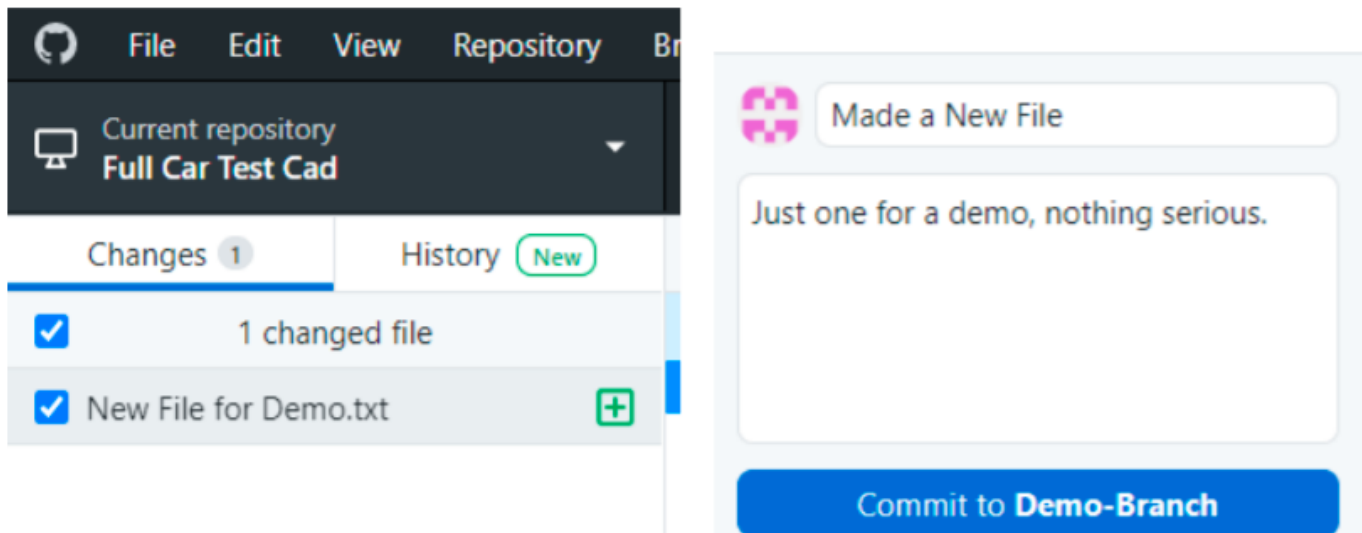 File Edit View Repository Br
Current repository
Full Car Test Cad
Changes 1 History New
1 changed file
New File for Demo.txt
Made a New File
Just one for a demo, nothing serious.
Commit to Demo-Branch